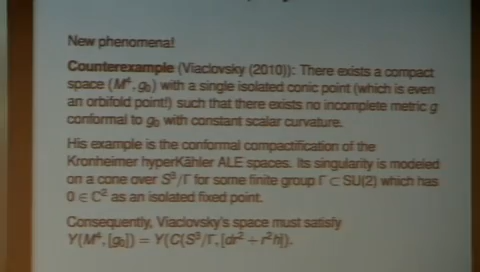 New phenomena!
Counterexample (Viaclovsky (2010)): There exists a compact
space (M⁴, g₀) with a single isolated conic point (which is even
an orbifold point!) such that there exists no incomplete metric g
conformal to g₀ with constant scalar curvature.
His example is the conformal compactification of the
Kronheimer hyperKähler ALE spaces. Its singularity is modeled
on a cone over S³/Γ for some finite group Γ ⊂ SU(2) which has
0 ∈ C² as an isolated fixed point.
Consequently, Viaclovsky's space must satisfy
Y(M⁴, [g₀]) = Y(C(S³/Γ, [dr² + r²h]).